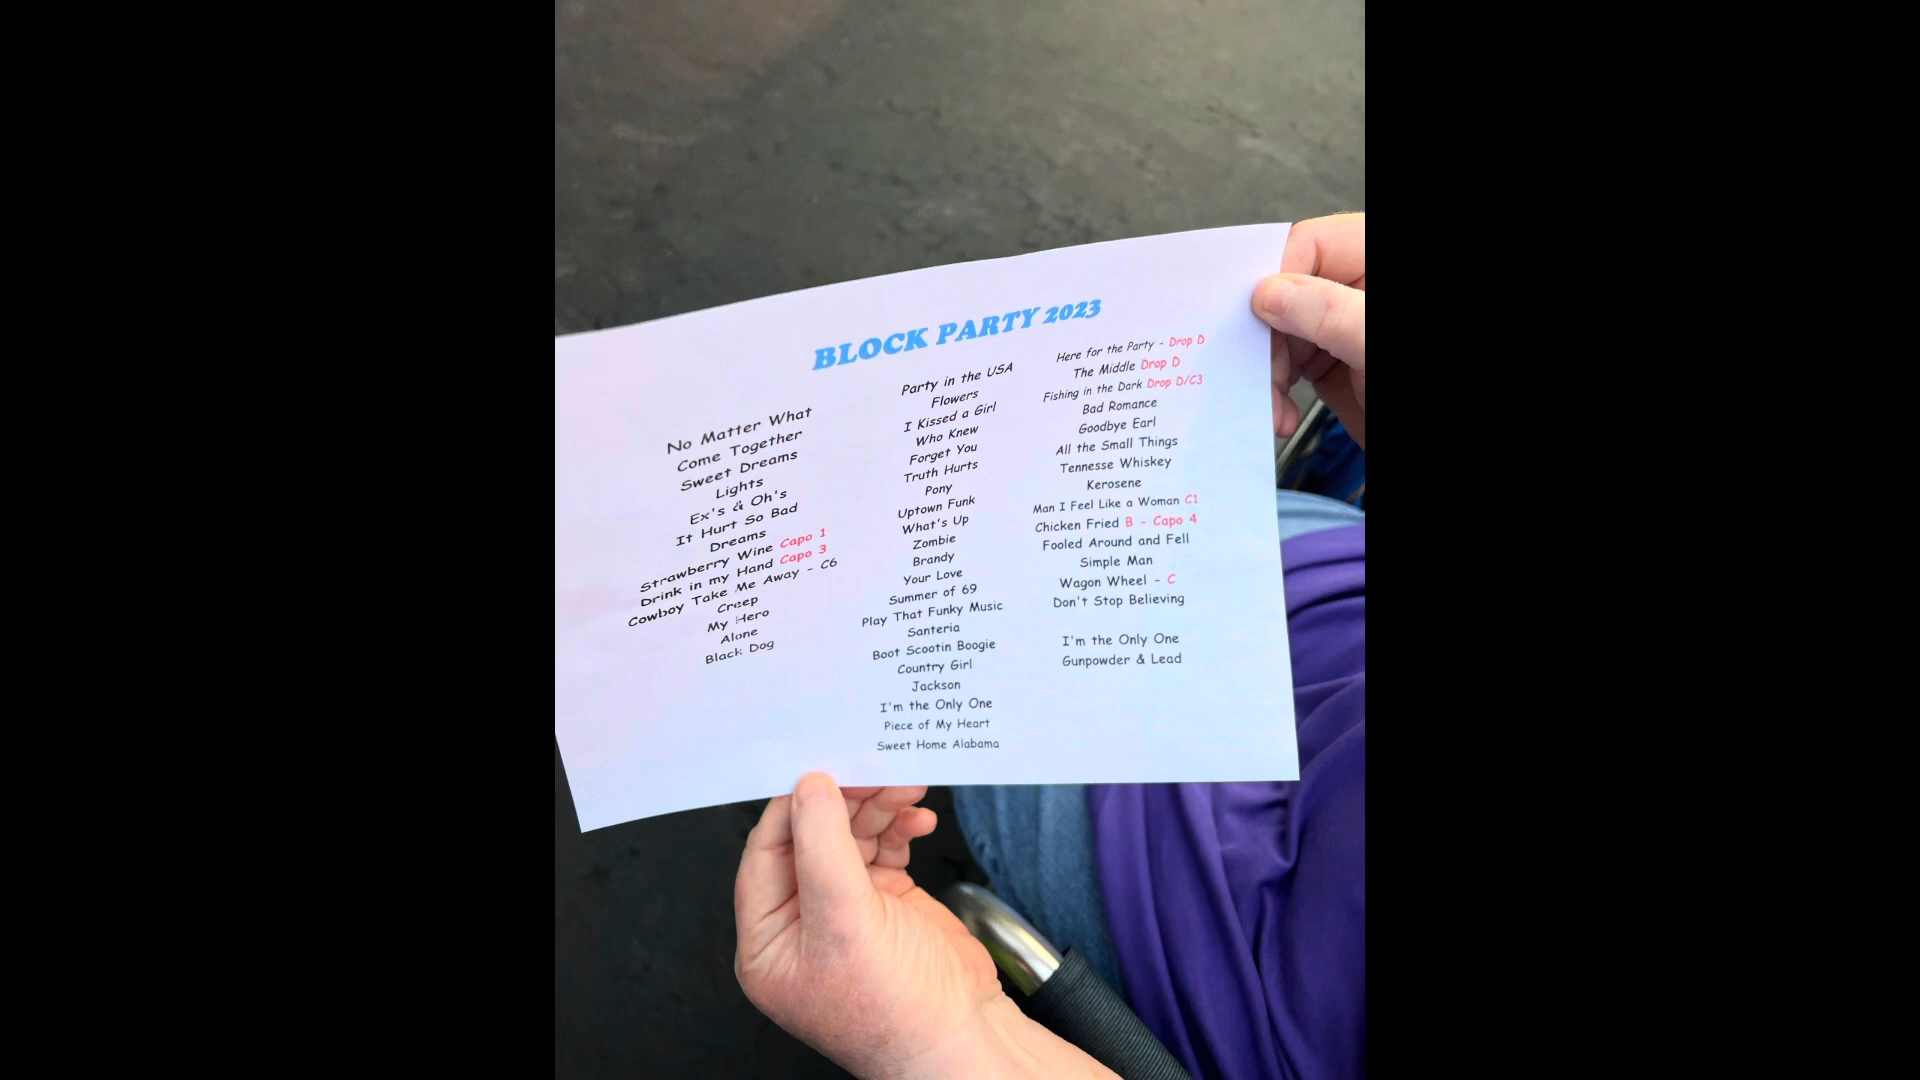 BLOCK PARTY 2023
No Matter What
Come Together
Sweet Dreams
Lights
Ex's & Oh's
It Hurt So Bad
Dreams
Strawberry Wine Capo 1
Drink in my Hand Capo 3
Cowboy Take Me Away - C6
Creep
My Hero
Alone
Black Dog
Party in the USA
Flowers
I Kissed a Girl
Who Knew
Forget You
Truth Hurts
Pony
Uptown Funk
What's Up
Zombie
Brandy
Your Love
Summer of 69
Play That Funky Music
Santeria
Boot Scootin Boogie
Country Girl
Jackson
I'm the Only One
Piece of My Heart
Sweet Home Alabama
Here for the Party - Drop D
The Middle Drop D
Fishing in the Dark Drop D/C3
Bad Romance
Goodbye Earl
All the Small Things
Tennesse Whiskey
Kerosene
Man I Feel Like a Woman C1
Chicken Fried B - Capo 4
Fooled Around and Fell
Simple Man
Wagon Wheel - C
Don't Stop Believing
I'm the Only One
Gunpowder & Lead